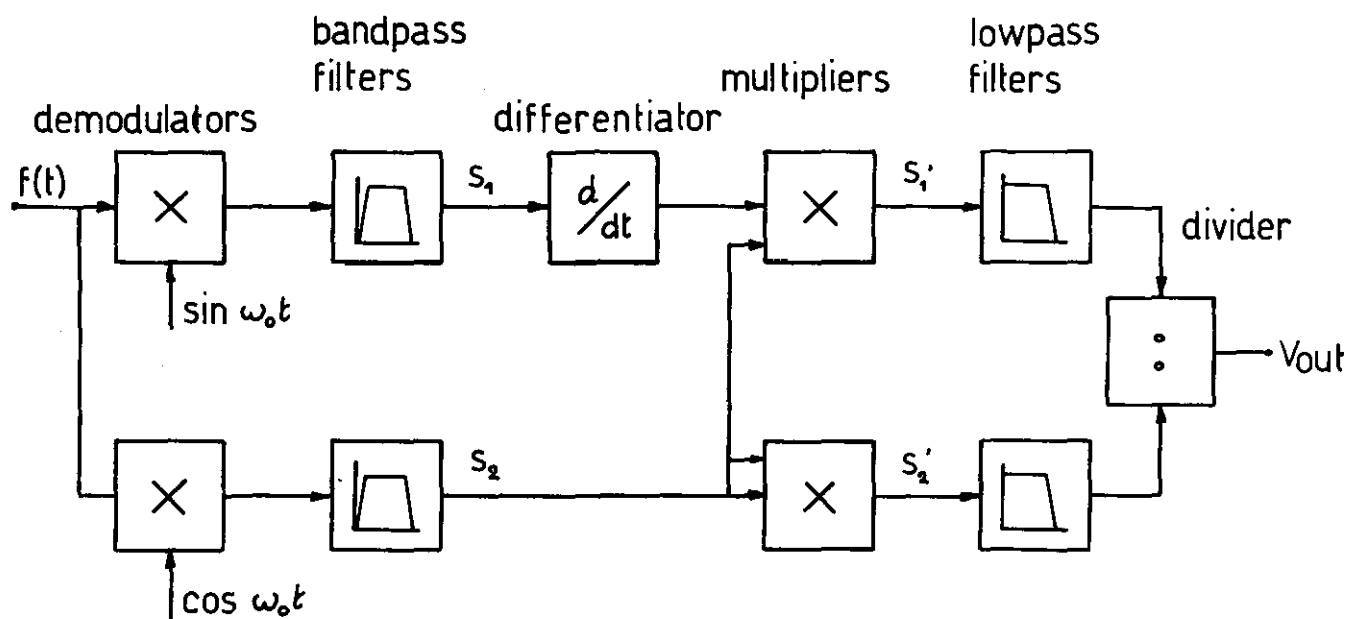 bandpass
filters
lowpass
filters
multipliers
demodulators
differentiator
f(t)
×
S₁
d/dt
×
S₁'
divider
sin ω₀t
:
Vout
×
S₂
×
S₂'
cos ω₀t